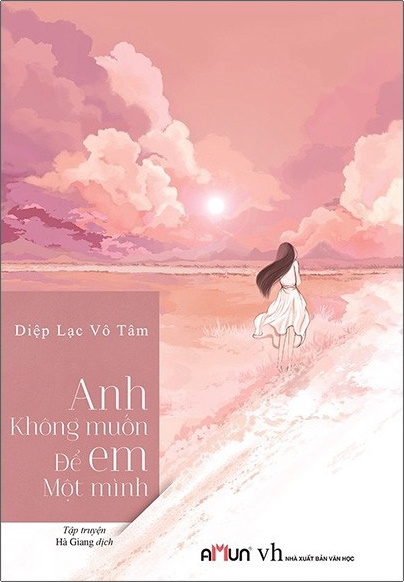 Diệp Lạc Vô Tâm
Anh
Không muốn
Để em
Một mình
Tập truyện
Hà Giang dịch
AMUN vh NHÀ XUẤT BẢN VĂN HỌC